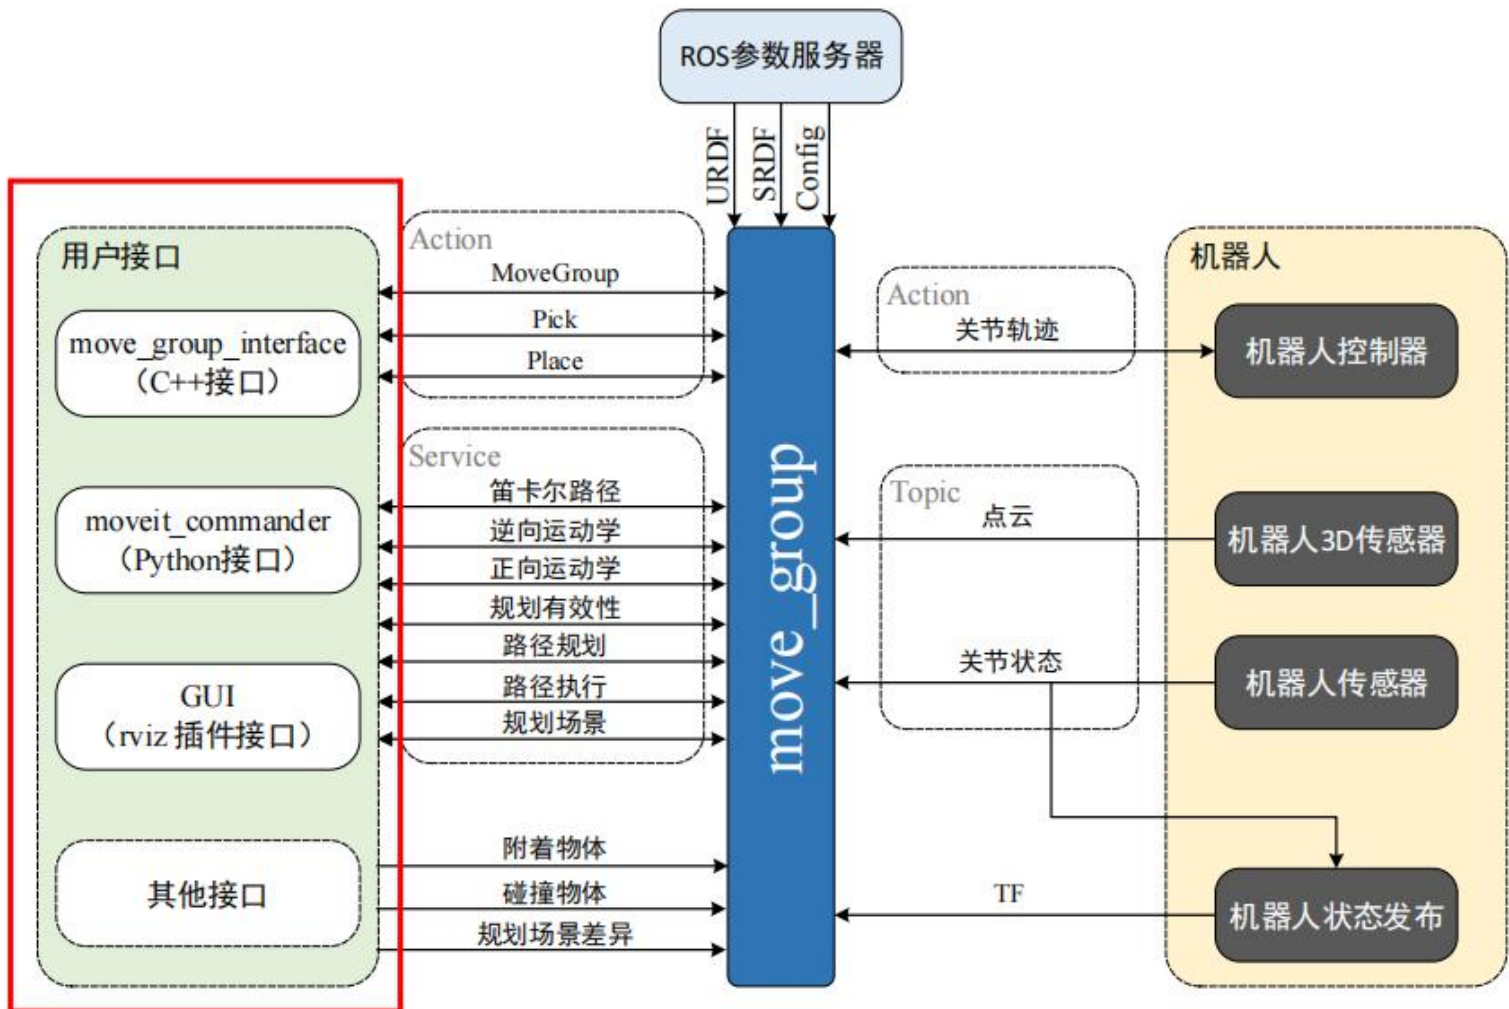 ROS参数服务器
URDF
SRDF
Config
用户接口
move_group_interface
（C++接口）
moveit_commander
（Python接口）
GUI
（rviz 插件接口）
其他接口
Action
MoveGroup
Pick
Place
Service
笛卡尔路径
逆向运动学
正向运动学
规划有效性
路径规划
路径执行
规划场景
附着物体
碰撞物体
规划场景差异
move_group
Action
关节轨迹
Topic
点云
关节状态
TF
机器人
机器人控制器
机器人3D传感器
机器人传感器
机器人状态发布